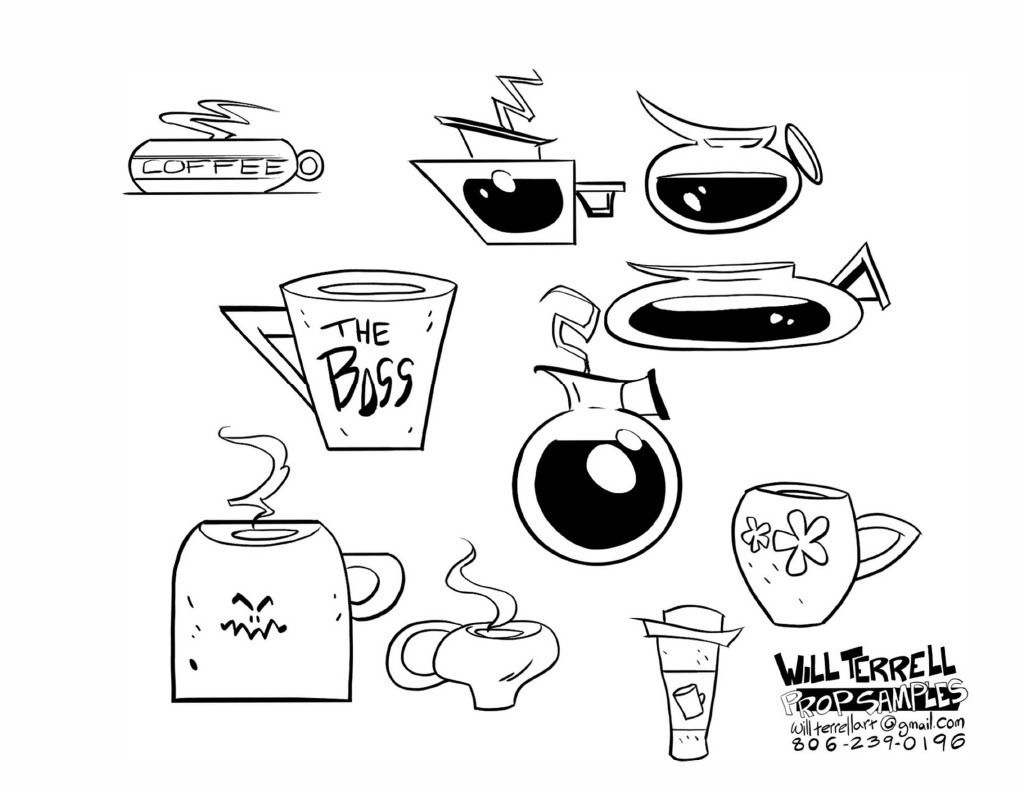 COFFEE
THE
BOSS
WILL TERRELL
PROP SAMPLES
willterrellart@gmail.com
806-239-0196